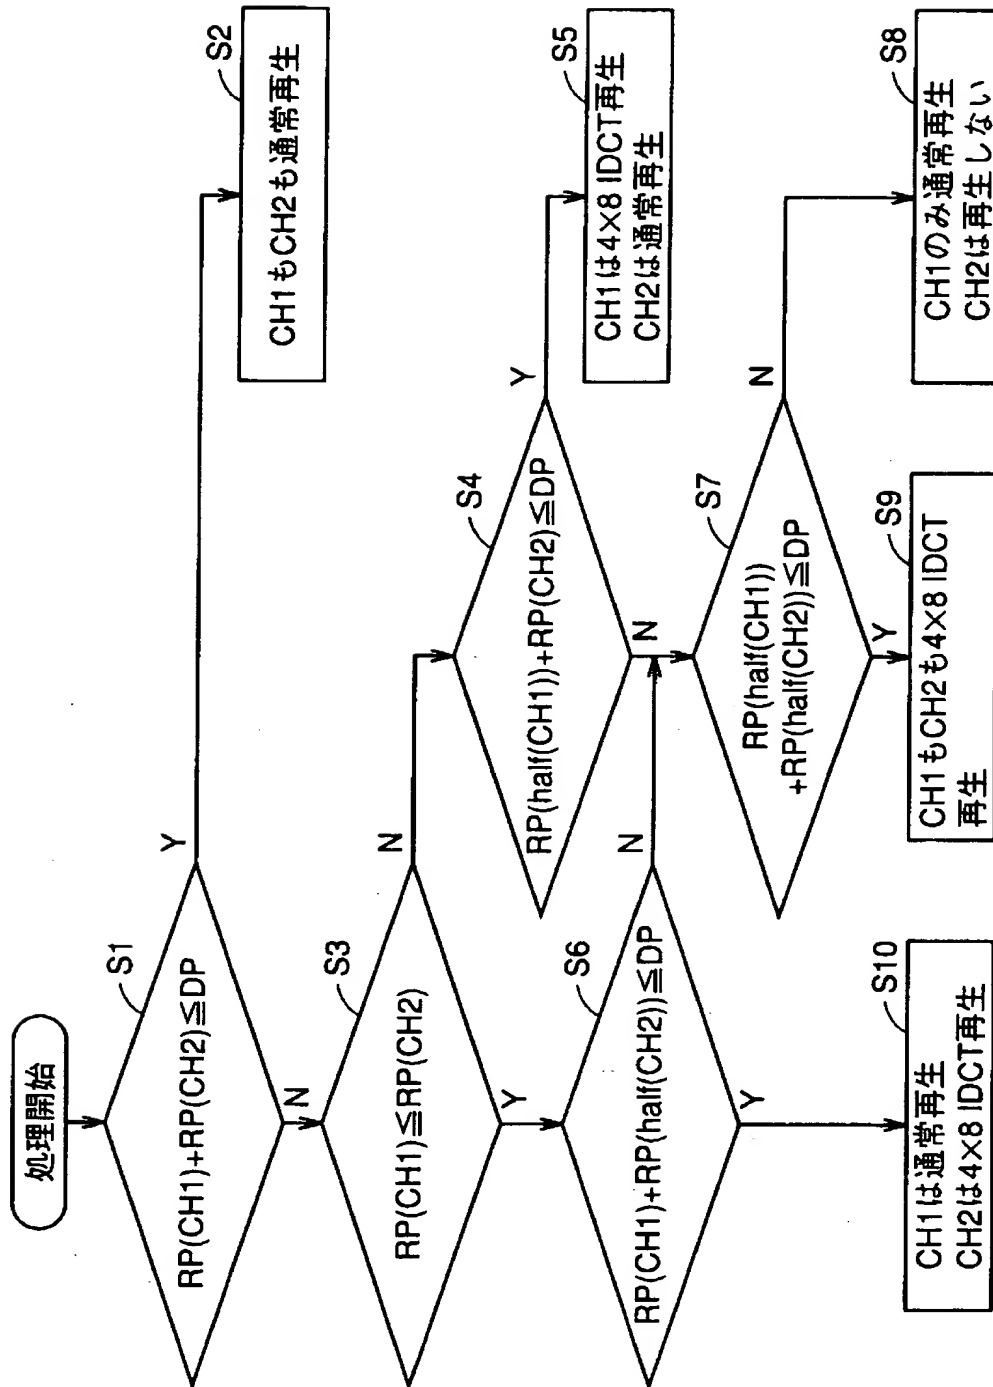 処理開始
S1
RP(CH1)+RP(CH2)≦DP
Y
N
S2
CH1もCH2も通常再生
S3
RP(CH1)≦RP(CH2)
N
Y
S4
RP(half(CH1))+RP(CH2)≦DP
Y
N
S5
CH1は4×8 IDCT再生
CH2は通常再生
S6
RP(CH1)+RP(half(CH2))≦DP
N
Y
S7
RP(half(CH1))
+RP(half(CH2))≦DP
N
Y
S8
CH1のみ通常再生
CH2は再生しない
S9
CH1もCH2も4×8 IDCT
再生
S10
CH1は通常再生
CH2は4×8 IDCT再生